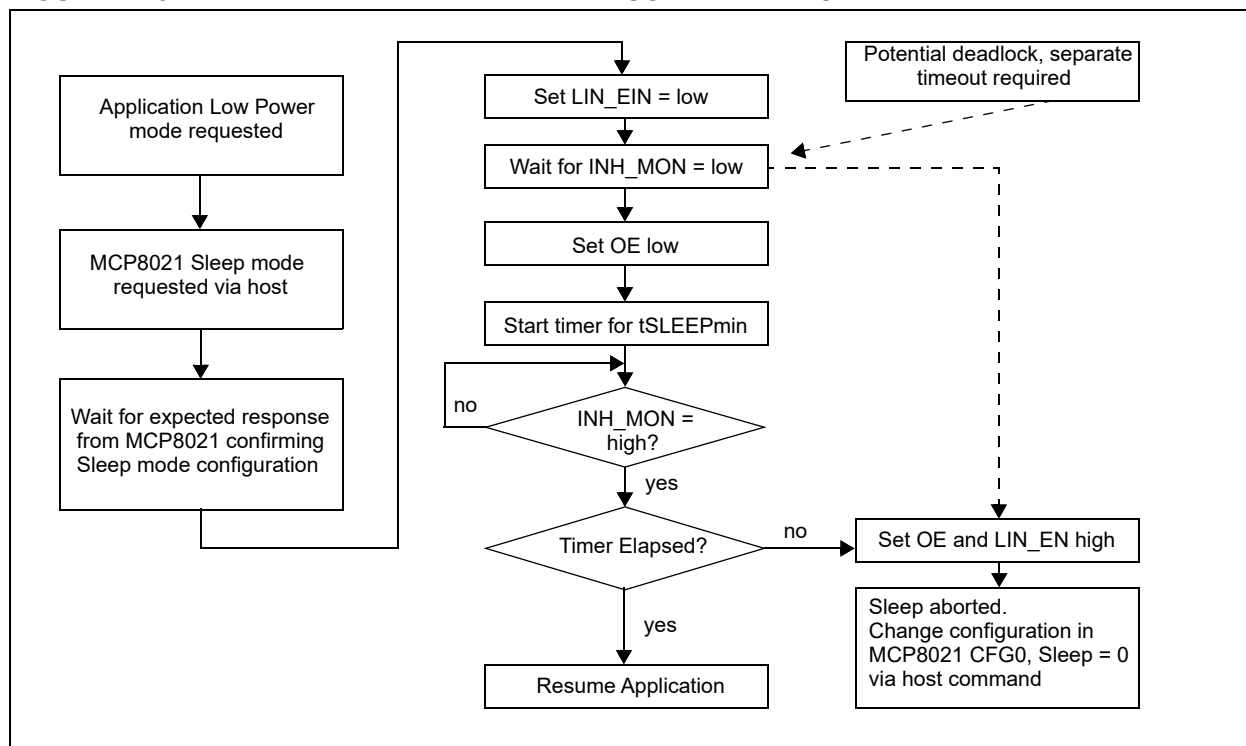 Application Low Power
mode requested
MCP8021 Sleep mode
requested via host
Wait for expected response
from MCP8021 confirming
Sleep mode configuration
Set LIN_EIN = low
Wait for INH_MON = low
Set OE low
Start timer for tSLEEPmin
no
INH_MON =
high?
yes
Timer Elapsed?
no
yes
Resume Application
Potential deadlock, separate
timeout required
Set OE and LIN_EN high
Sleep aborted.
Change configuration in
MCP8021 CFG0, Sleep = 0
via host command